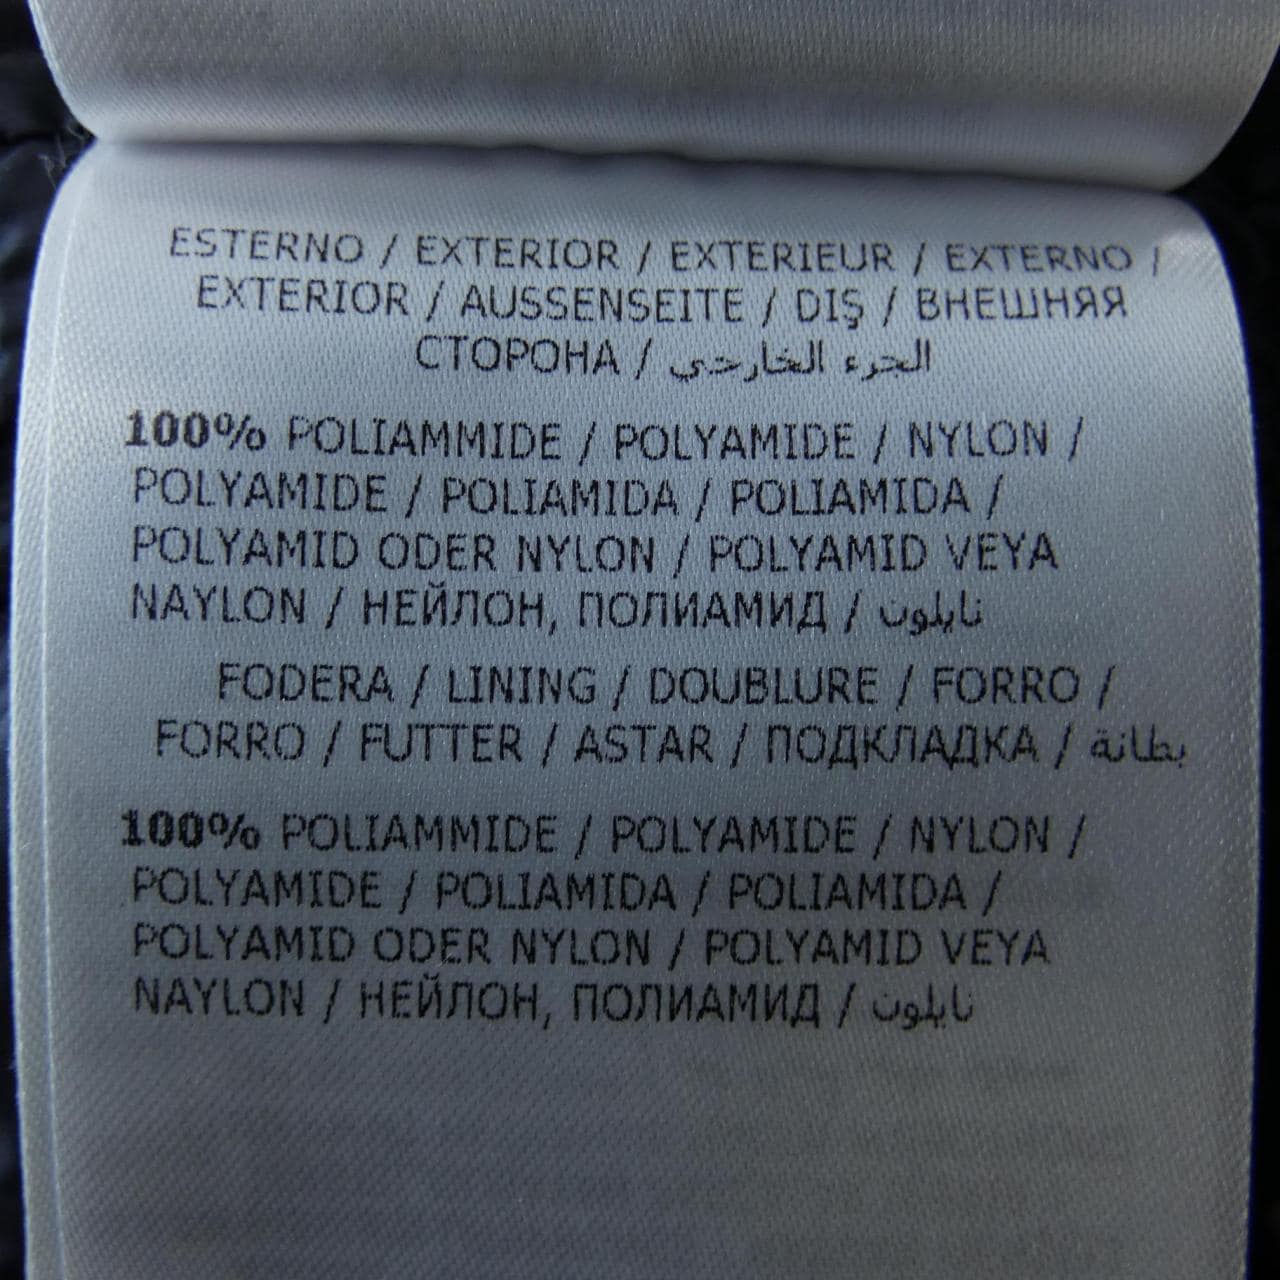 ESTERNO / EXTERIOR / EXTERIEUR / EXTERNO /
EXTERIOR / AUSSENSEITE / DIŞ / ВНЕШНЯЯ
СТОРОНА / الجزء الخارجي
100% POLIAMMIDE / POLYAMIDE / NYLON /
POLYAMIDE / POLIAMIDA / POLIAMIDA /
POLYAMID ODER NYLON / POLYAMID VEYA
NAYLON / НЕЙЛОН, ПОЛИАМИД / نايلون
FODERA / LINING / DOUBLURE / FORRO /
FORRO / FUTTER / ASTAR / ПОДКЛАДКА / بطانة
100% POLIAMMIDE / POLYAMIDE / NYLON /
POLYAMIDE / POLIAMIDA / POLIAMIDA /
POLYAMID ODER NYLON / POLYAMID VEYA
NAYLON / НЕЙЛОН, ПОЛИАМИД / نايلون